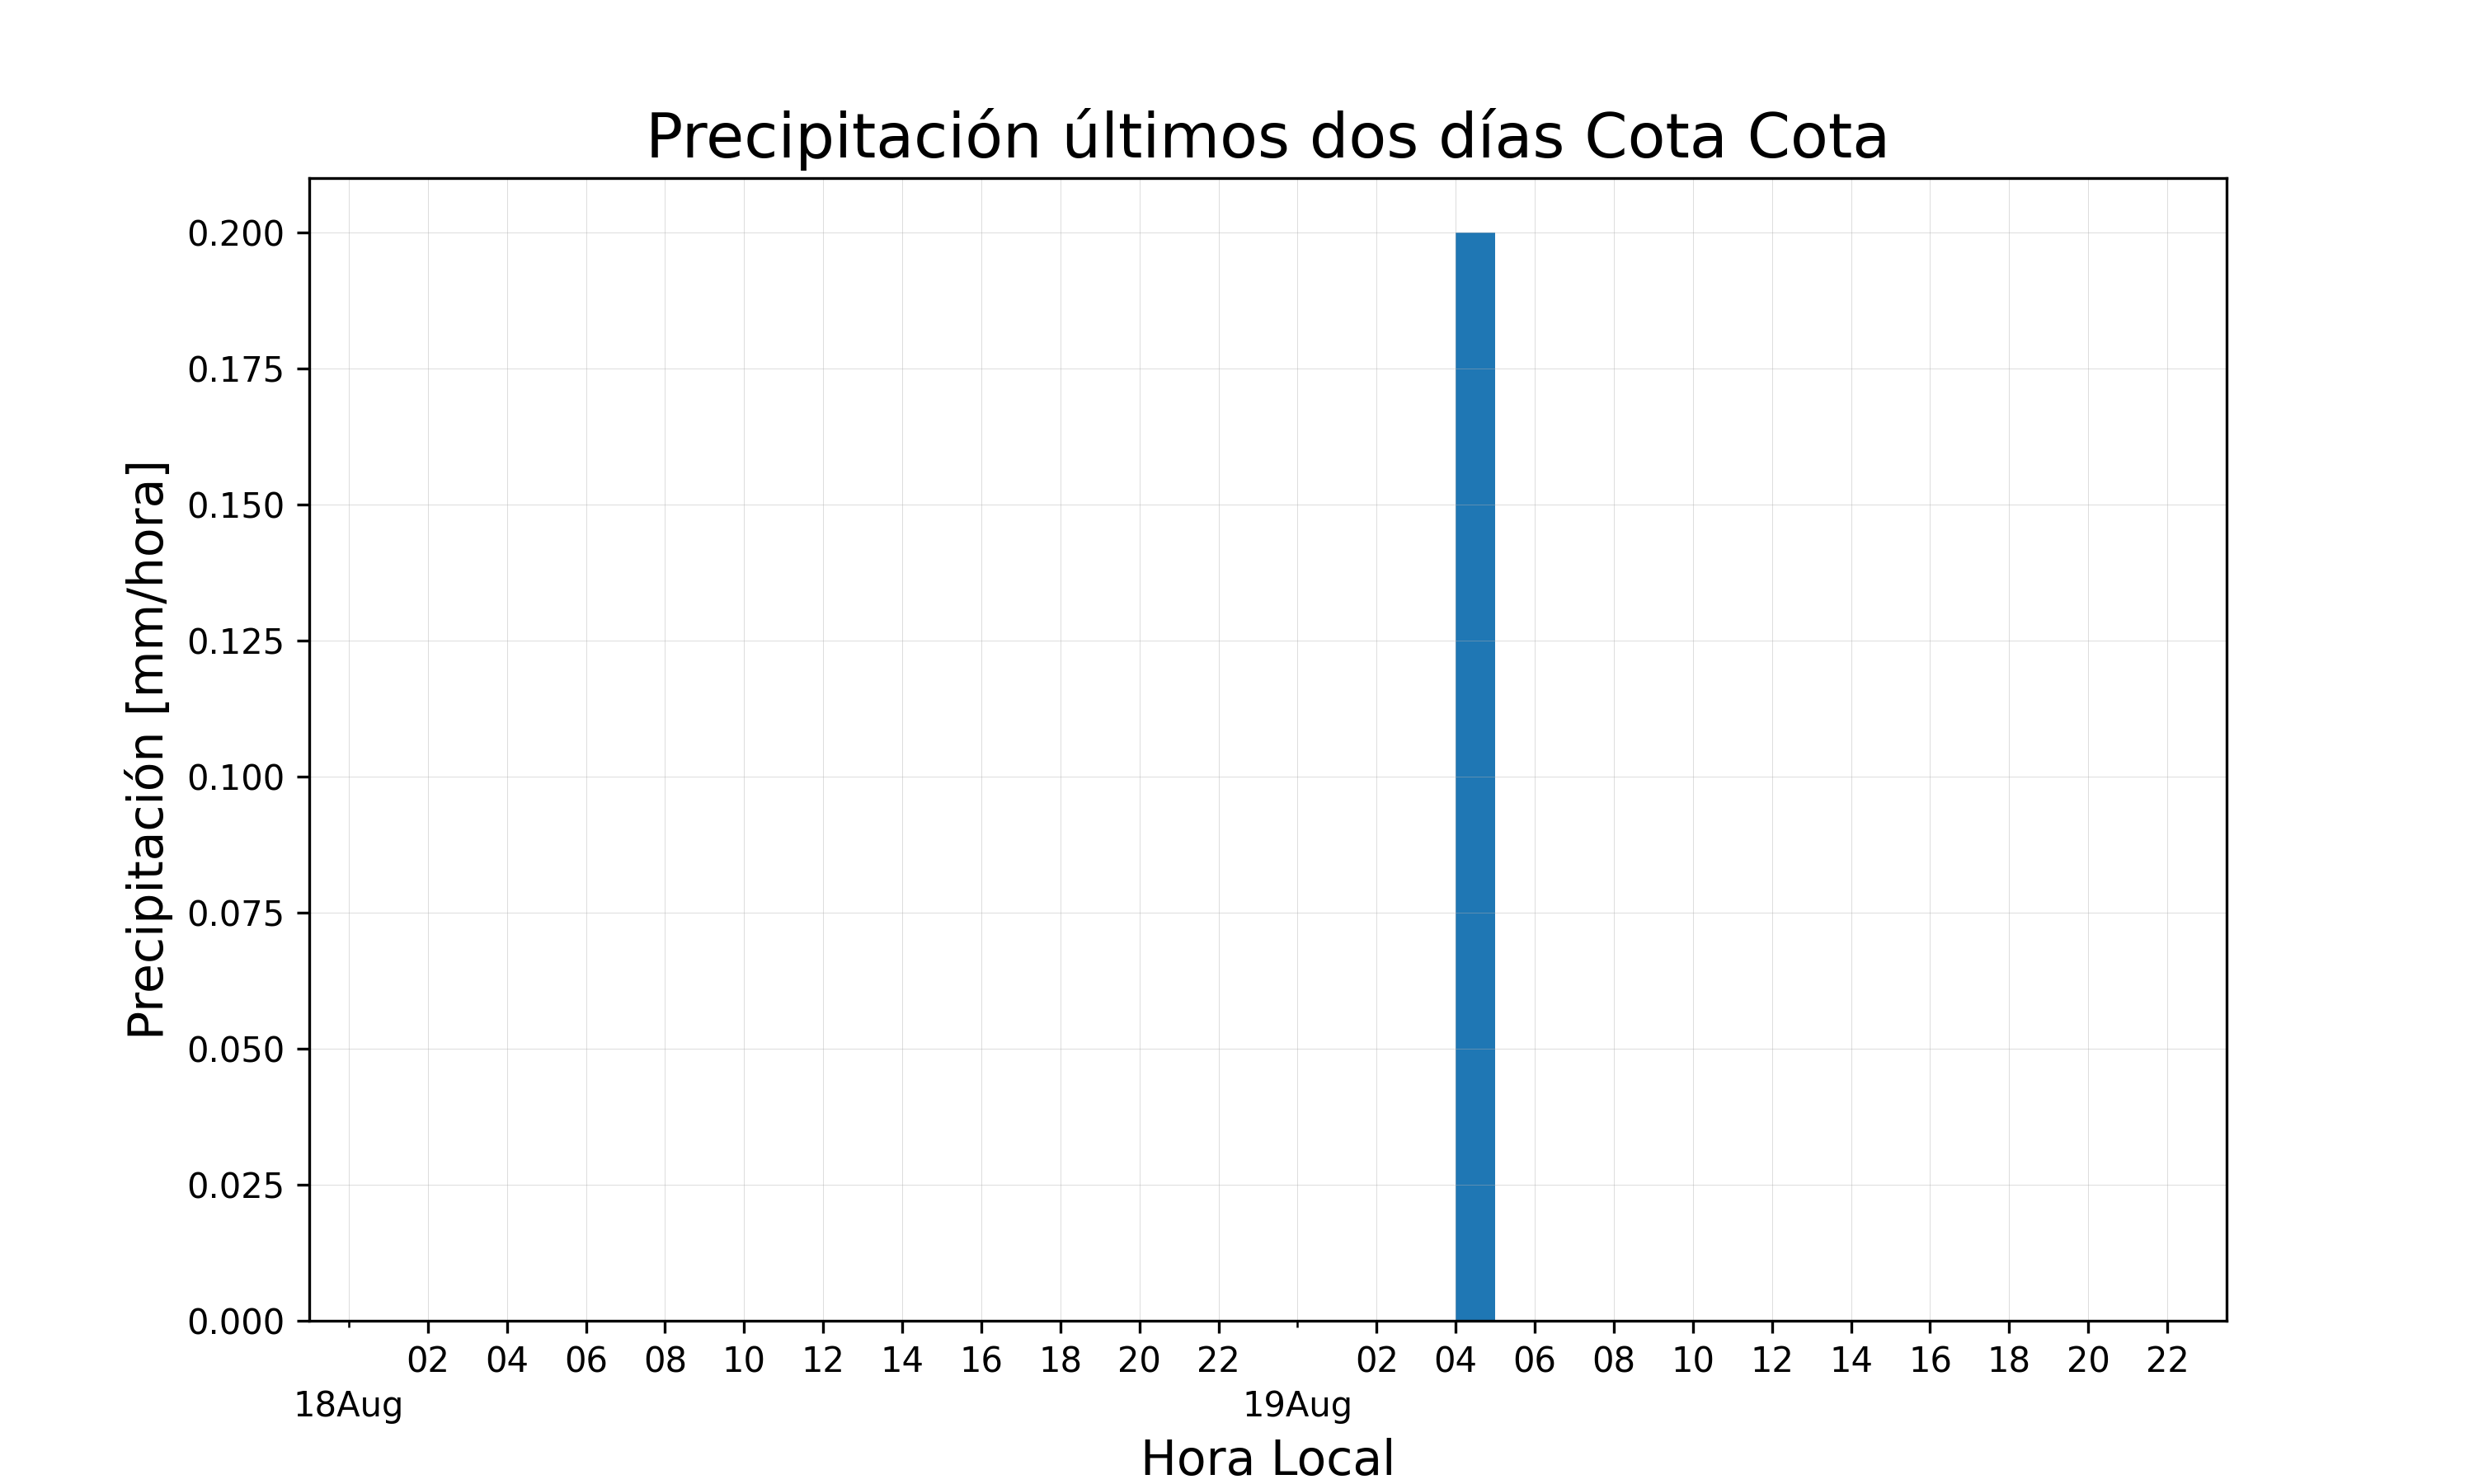 Precipitación últimos dos días Cota Cota
Precipitación [mm/hora]
0.200
0.175
0.150
0.125
0.100
0.075
0.050
0.025
0.000
02 04 06 08 10 12 14 16 18 20 22 02 04 06 08 10 12 14 16 18 20 22
18Aug 19Aug
Hora Local